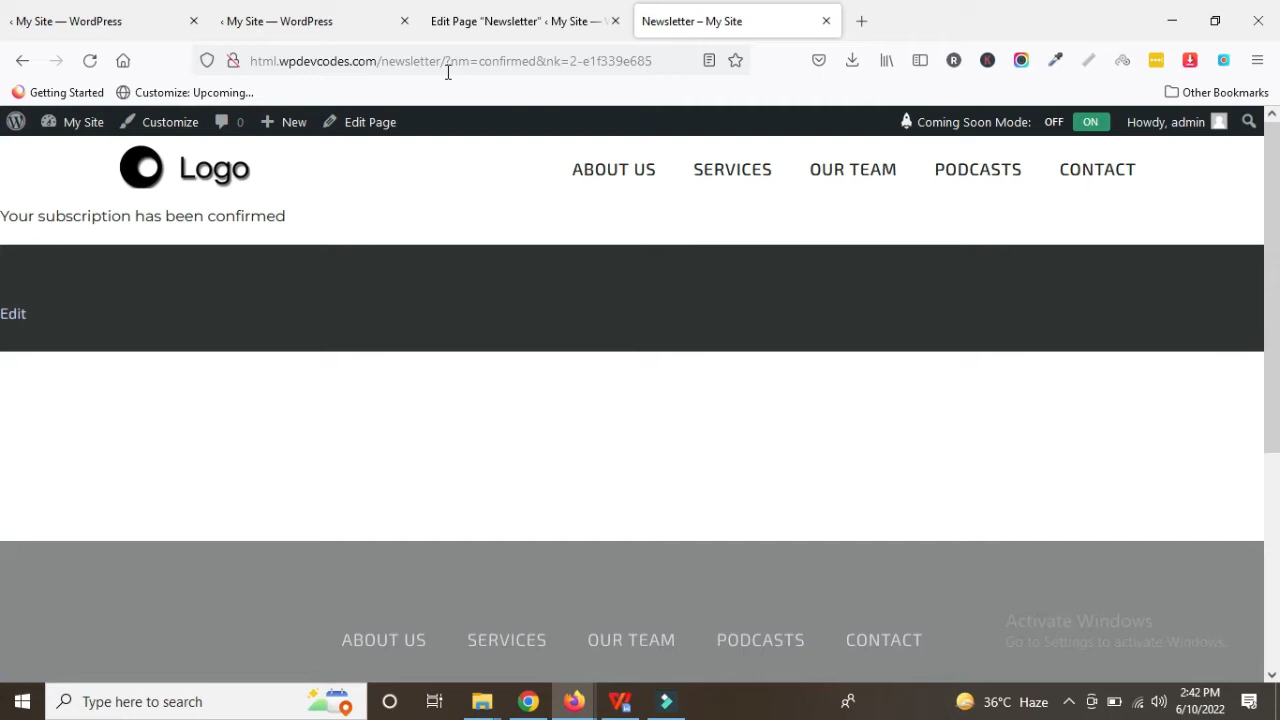 ‹ My Site — WordPress
‹ My Site — WordPress
Edit Page “Newsletter” ‹ My Site —
Newsletter – My Site
html.wpdevcodes.com/newsletter/?nm=confirmed&nk=2-e1f339e685
Getting Started
Customize: Upcoming...
Other Bookmarks
My Site
Customize
0
New
Edit Page
Coming Soon Mode:
OFF
ON
Howdy, admin
Logo
ABOUT US
SERVICES
OUR TEAM
PODCASTS
CONTACT
Your subscription has been confirmed
Edit
Activate Windows
Go to Settings to activate Windows.
ABOUT US
SERVICES
OUR TEAM
PODCASTS
CONTACT
Type here to search
36°C Haze
2:42 PM
6/10/2022